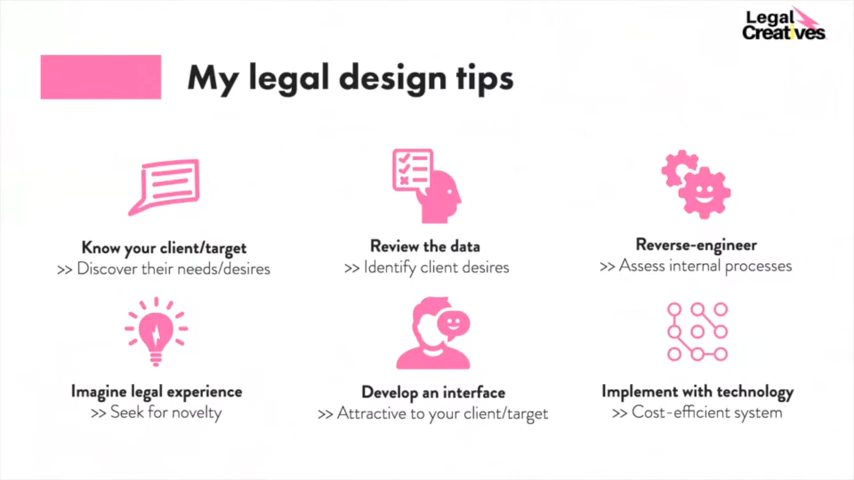 Legal
Creatives
My legal design tips
Know your client/target
>> Discover their needs/desires
Review the data
>> Identify client desires
Reverse-engineer
>> Assess internal processes
Imagine legal experience
>> Seek for novelty
Develop an interface
>> Attractive to your client/target
Implement with technology
>> Cost-efficient system